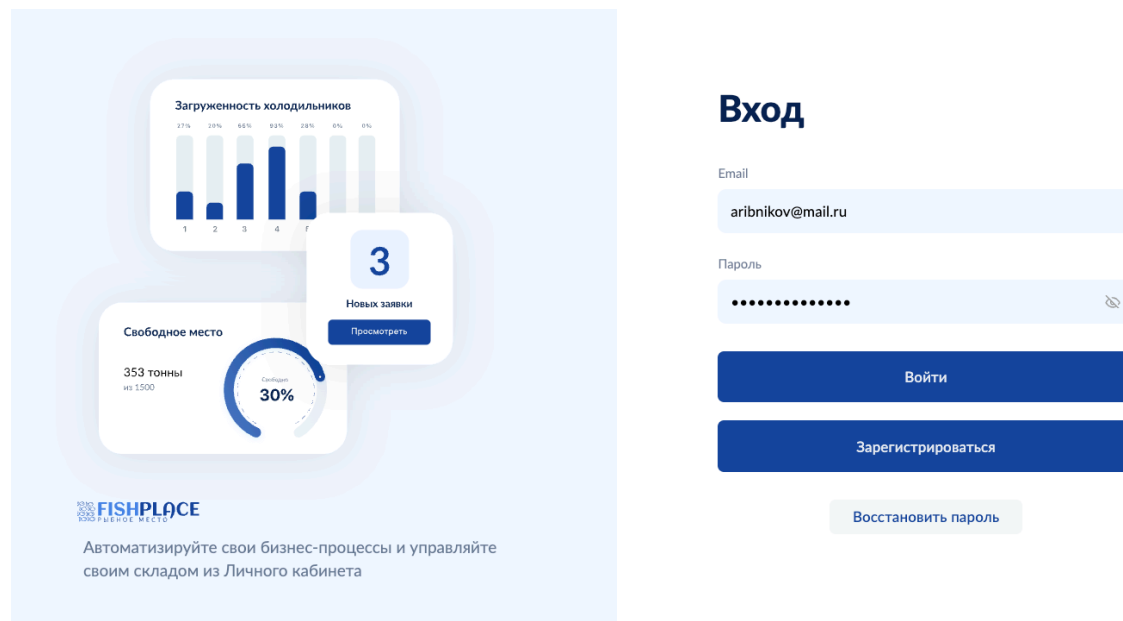 Загруженность холодильников
27% 20% 66% 93% 28% 0% 0%
1 2 3 4
3
Новых заявки
Просмотреть
Свободное место
353 тонны
из 1500
Свободно
30%
FISHPLACE
РЫБНОЕ МЕСТО
Автоматизируйте свои бизнес-процессы и управляйте
своим складом из Личного кабинета
Вход
Email
aribnikov@mail.ru
Пароль
••••••••••••••
Войти
Зарегистрироваться
Восстановить пароль